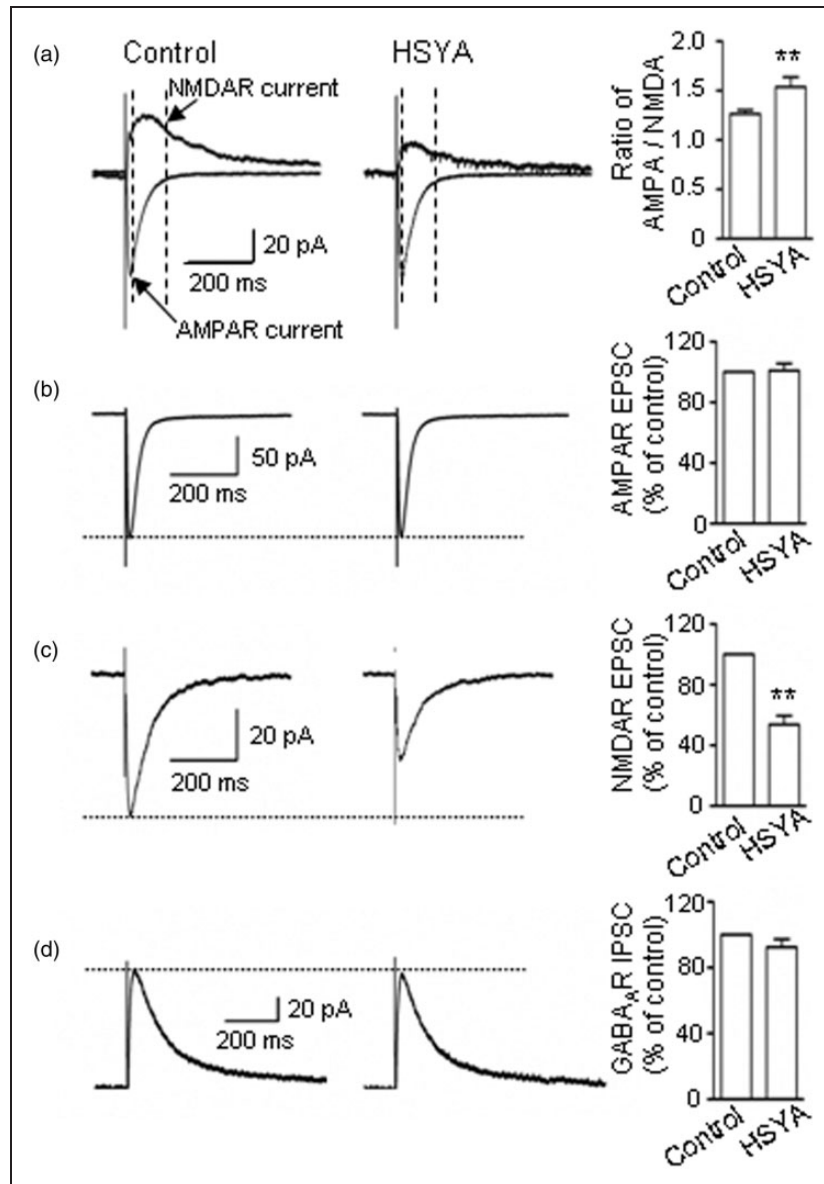 (a)
Control
HSYA
NMDAR current
20 pA
200 ms
AMPAR current
Ratio of
AMPA / NMDA
2.0
1.5
1.0
0.5
0
**
Control
HSYA
(b)
50 pA
200 ms
AMPAR EPSC
(% of control)
120
80
40
0
Control
HSYA
(c)
20 pA
200 ms
NMDAR EPSC
(% of control)
120
80
40
0
**
Control
HSYA
(d)
20 pA
200 ms
GABA_AR IPSC
(% of control)
120
80
40
0
Control
HSYA